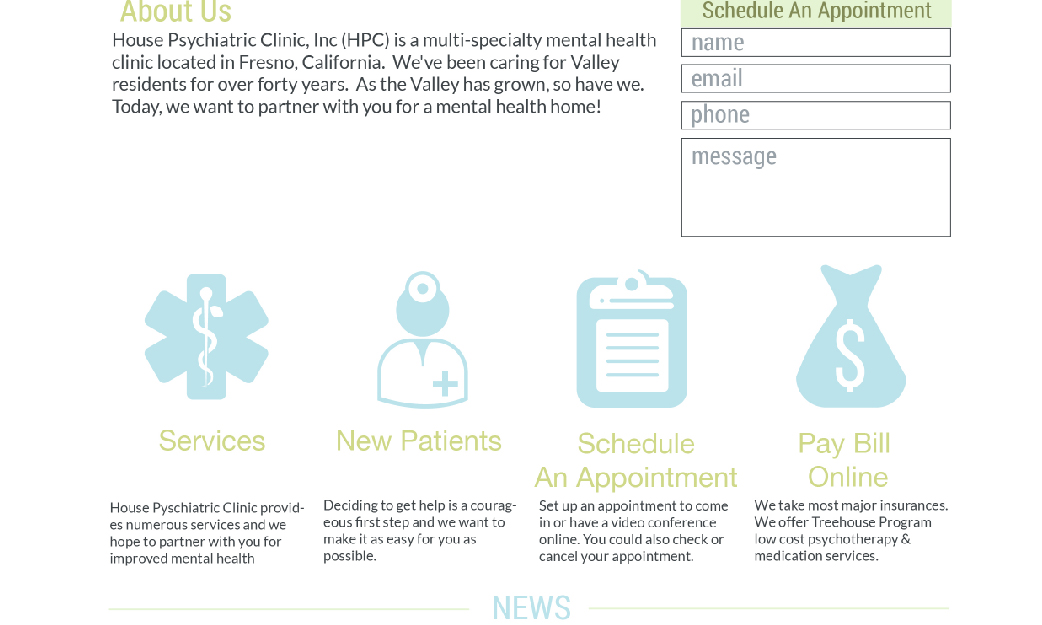 About Us
House Psychiatric Clinic, Inc (HPC) is a multi-specialty mental health
clinic located in Fresno, California. We've been caring for Valley
residents for over forty years. As the Valley has grown, so have we.
Today, we want to partner with you for a mental health home!
Schedule An Appointment
name
email
phone
message
Services
House Pyschiatric Clinic provid-
es numerous services and we
hope to partner with you for
improved mental health
New Patients
Deciding to get help is a courag-
eous first step and we want to
make it as easy for you as
possible.
Schedule
An Appointment
Set up an appointment to come
in or have a video conference
online. You could also check or
cancel your appointment.
$
Pay Bill
Online
We take most major insurances.
We offer Treehouse Program
low cost psychotherapy &
medication services.
NEWS